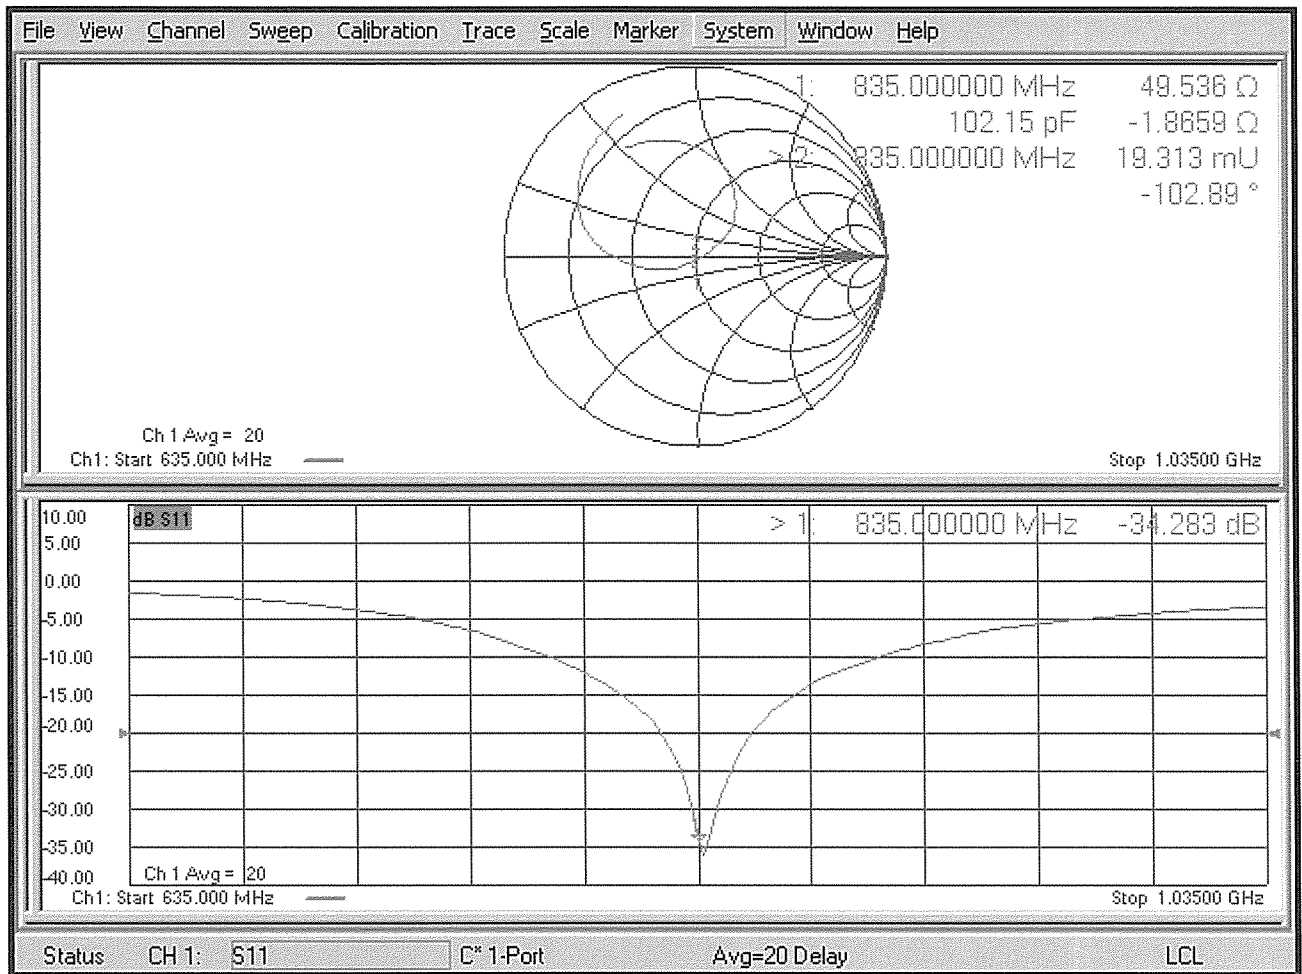 File View Channel Sweep Calibration Trace Scale Marker System Window Help
1: 835.000000 MHz 49.536 Ω
102.15 pF -1.8659 Ω
> 2: 835.000000 MHz 19.313 mU
-102.89 °
Ch 1 Avg = 20
Ch1: Start 635.000 MHz Stop 1.03500 GHz
10.00 dB S11 > 1: 835.000000 MHz -34.283 dB
5.00
0.00
-5.00
-10.00
-15.00
-20.00
-25.00
-30.00
-35.00
-40.00 Ch 1 Avg = 20
Ch1: Start 635.000 MHz Stop 1.03500 GHz
Status CH 1: S11 C* 1-Port Avg=20 Delay LCL